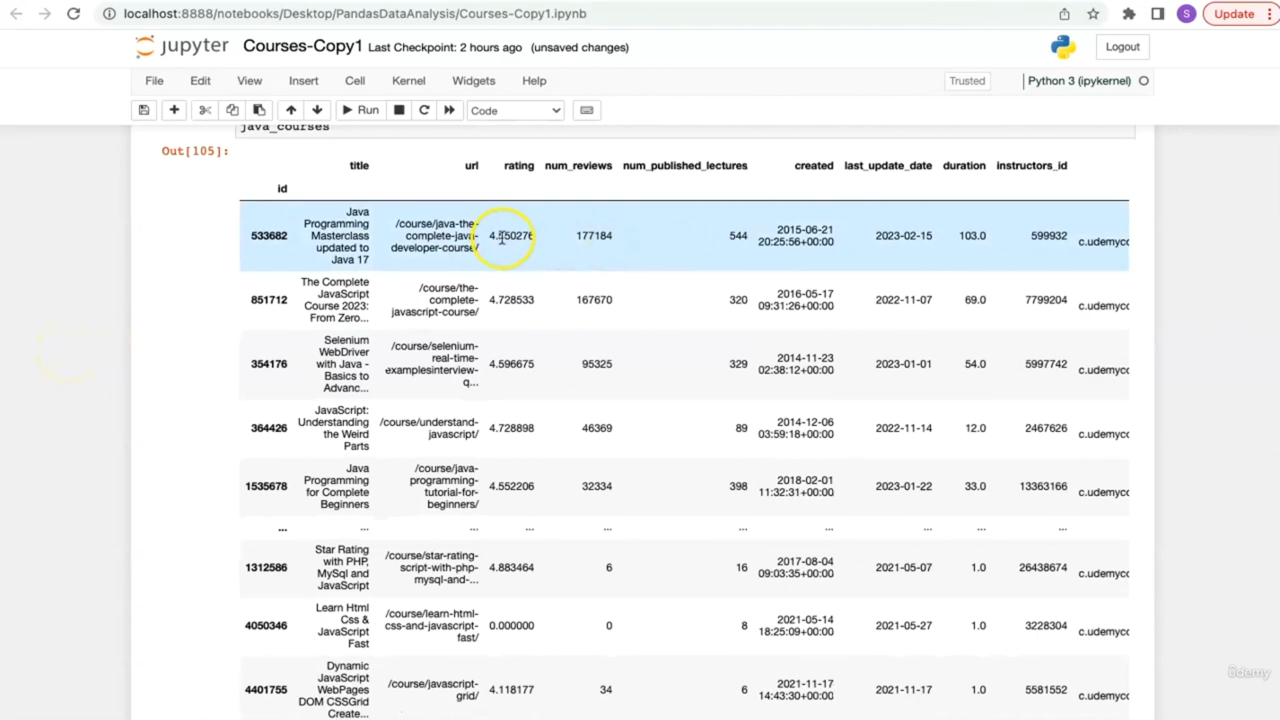 localhost:8888/notebooks/Desktop/PandasDataAnalysis/Courses-Copy1.ipynb S Update
jupyter Courses-Copy1 Last Checkpoint: 2 hours ago (unsaved changes) Logout
File Edit View Insert Cell Kernel Widgets Help Trusted Python 3 (ipykernel)
Run Code
java_courses
Out[105]:
title url rating num_reviews num_published_lectures created last_update_date duration instructors_id
id
533682 Java Programming Masterclass updated to Java 17 /course/java-the-complete-java-developer-course/ 177184 544 2015-06-21 20:25:56+00:00 2023-02-15 103.0 599932 c.udemyc
851712 The Complete JavaScript Course 2023: From Zero... /course/the-complete-javascript-course/ 4.728533 167670 320 2016-05-17 09:31:26+00:00 2022-11-07 69.0 7799204 c.udemyc
354176 Selenium WebDriver with Java - Basics to Advanc... /course/selenium-real-time-examplesinterview-q... 4.596675 95325 329 2014-11-23 02:38:12+00:00 2023-01-01 54.0 5997742 c.udemyc
364426 JavaScript: Understanding the Weird Parts /course/understand-javascript/ 4.728898 46369 89 2014-12-06 03:59:18+00:00 2022-11-14 12.0 2467626 c.udemyc
1535678 Java Programming for Complete Beginners /course/java-programming-tutorial-for-beginners/ 4.552206 32334 398 2018-02-01 11:32:31+00:00 2023-01-22 33.0 13363166 c.udemyc
... ... ... ... ... ... ... ... ... ...
1312586 Star Rating with PHP, MySql and JavaScript /course/star-rating-script-with-php-mysql-and-... 4.883464 6 16 2017-08-04 09:03:35+00:00 2021-05-07 1.0 26438674 c.udemyc
4050346 Learn Html Css & JavaScript Fast /course/learn-html-css-and-javascript-fast/ 0.000000 0 8 2021-05-14 18:25:09+00:00 2021-05-27 1.0 3228304 c.udemyc
4401755 Dynamic JavaScript WebPages DOM CSSGrid Create... /course/javascript-grid/ 4.118177 34 6 2021-11-17 14:43:30+00:00 2021-11-17 1.0 5581552 c.udemyc
ûdemy